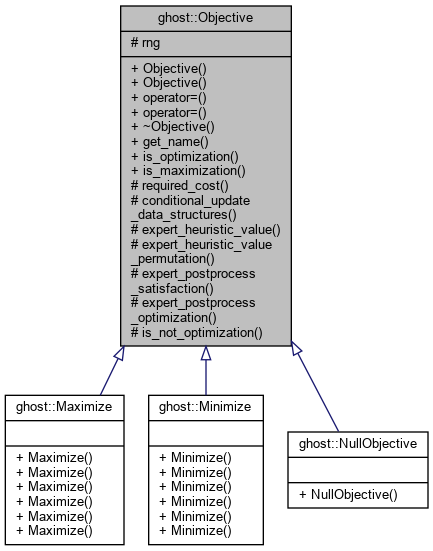 ghost::Objective
# rng
+ Objective()
+ Objective()
+ operator=()
+ operator=()
+ ~Objective()
+ get_name()
+ is_optimization()
+ is_maximization()
# required_cost()
# conditional_update
_data_structures()
# expert_heuristic_value()
# expert_heuristic_value
_permutation()
# expert_postprocess
_satisfaction()
# expert_postprocess
_optimization()
# is_not_optimization()
ghost::Maximize
+ Maximize()
+ Maximize()
+ Maximize()
+ Maximize()
+ Maximize()
+ Maximize()
ghost::Minimize
+ Minimize()
+ Minimize()
+ Minimize()
+ Minimize()
+ Minimize()
+ Minimize()
ghost::NullObjective
+ NullObjective()